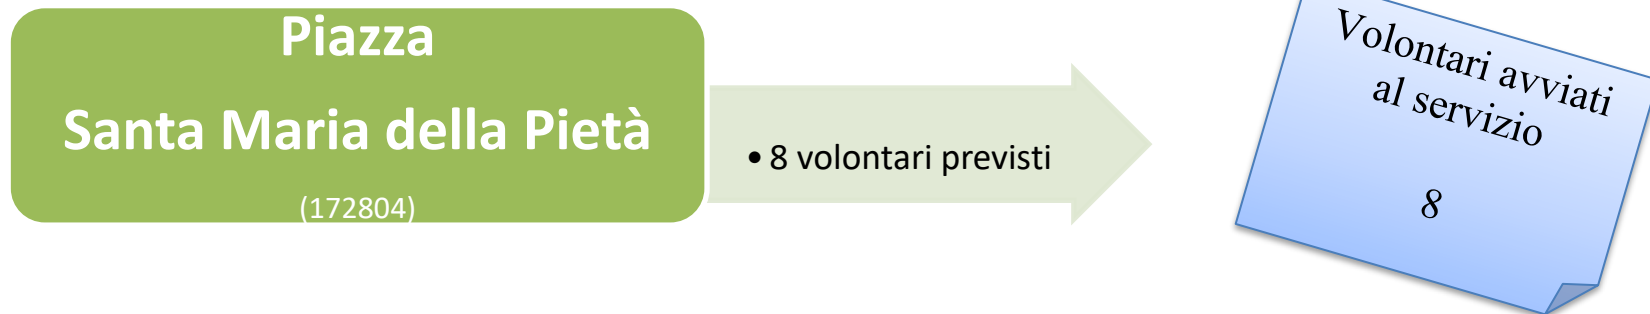 Piazza
Santa Maria della Pietà
(172804)
• 8 volontari previsti
Volontari avviati
al servizio
8